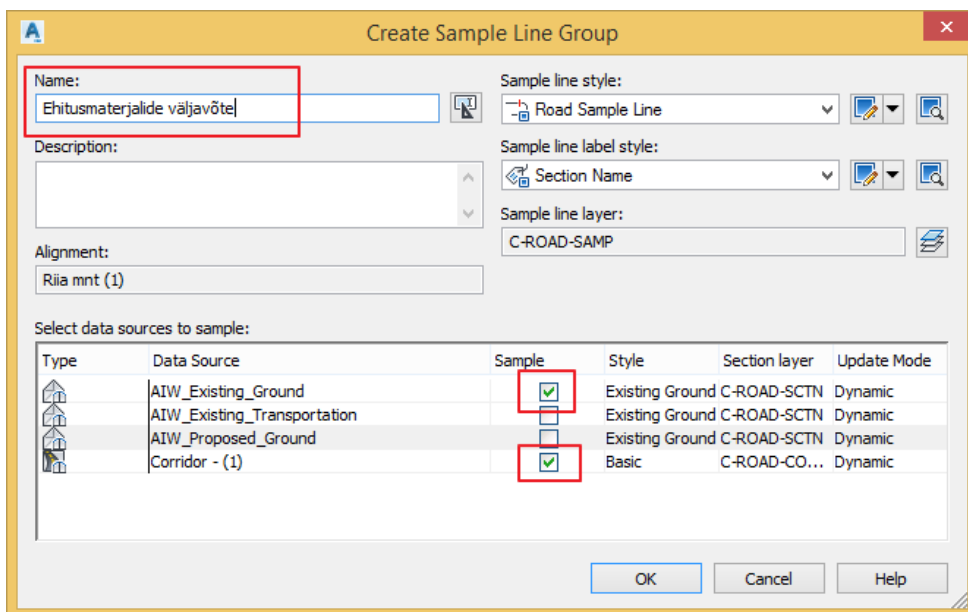 Create Sample Line Group
Name:
Ehitusmaterjalide väljavõte
Description:
Alignment:
Riia mnt (1)
Sample line style:
Road Sample Line
Sample line label style:
Section Name
Sample line layer:
C-ROAD-SAMP
Select data sources to sample:
Type Data Source Sample Style Section layer Update Mode
AIW_Existing_Ground Existing Ground C-ROAD-SCTN Dynamic
AIW_Existing_Transportation Existing Ground C-ROAD-SCTN Dynamic
AIW_Proposed_Ground Existing Ground C-ROAD-SCTN Dynamic
Corridor - (1) Basic C-ROAD-CO... Dynamic
OK Cancel Help